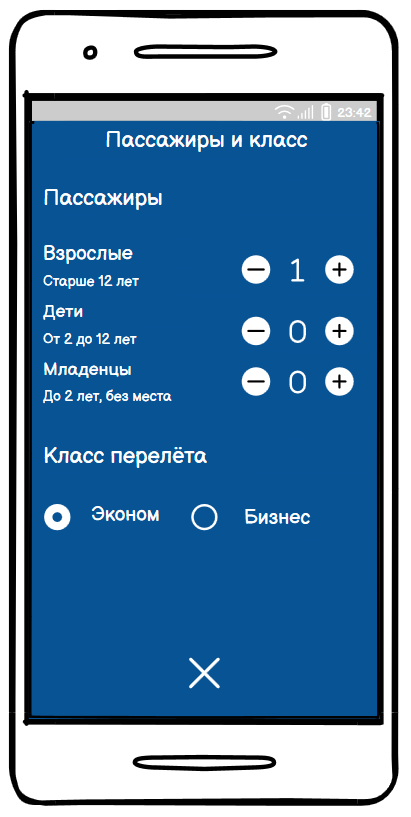 23:42
Пассажиры и класс
Пассажиры
Взрослые
Старше 12 лет
1
Дети
От 2 до 12 лет
0
Младенцы
До 2 лет, без места
0
Класс перелёта
Эконом
Бизнес